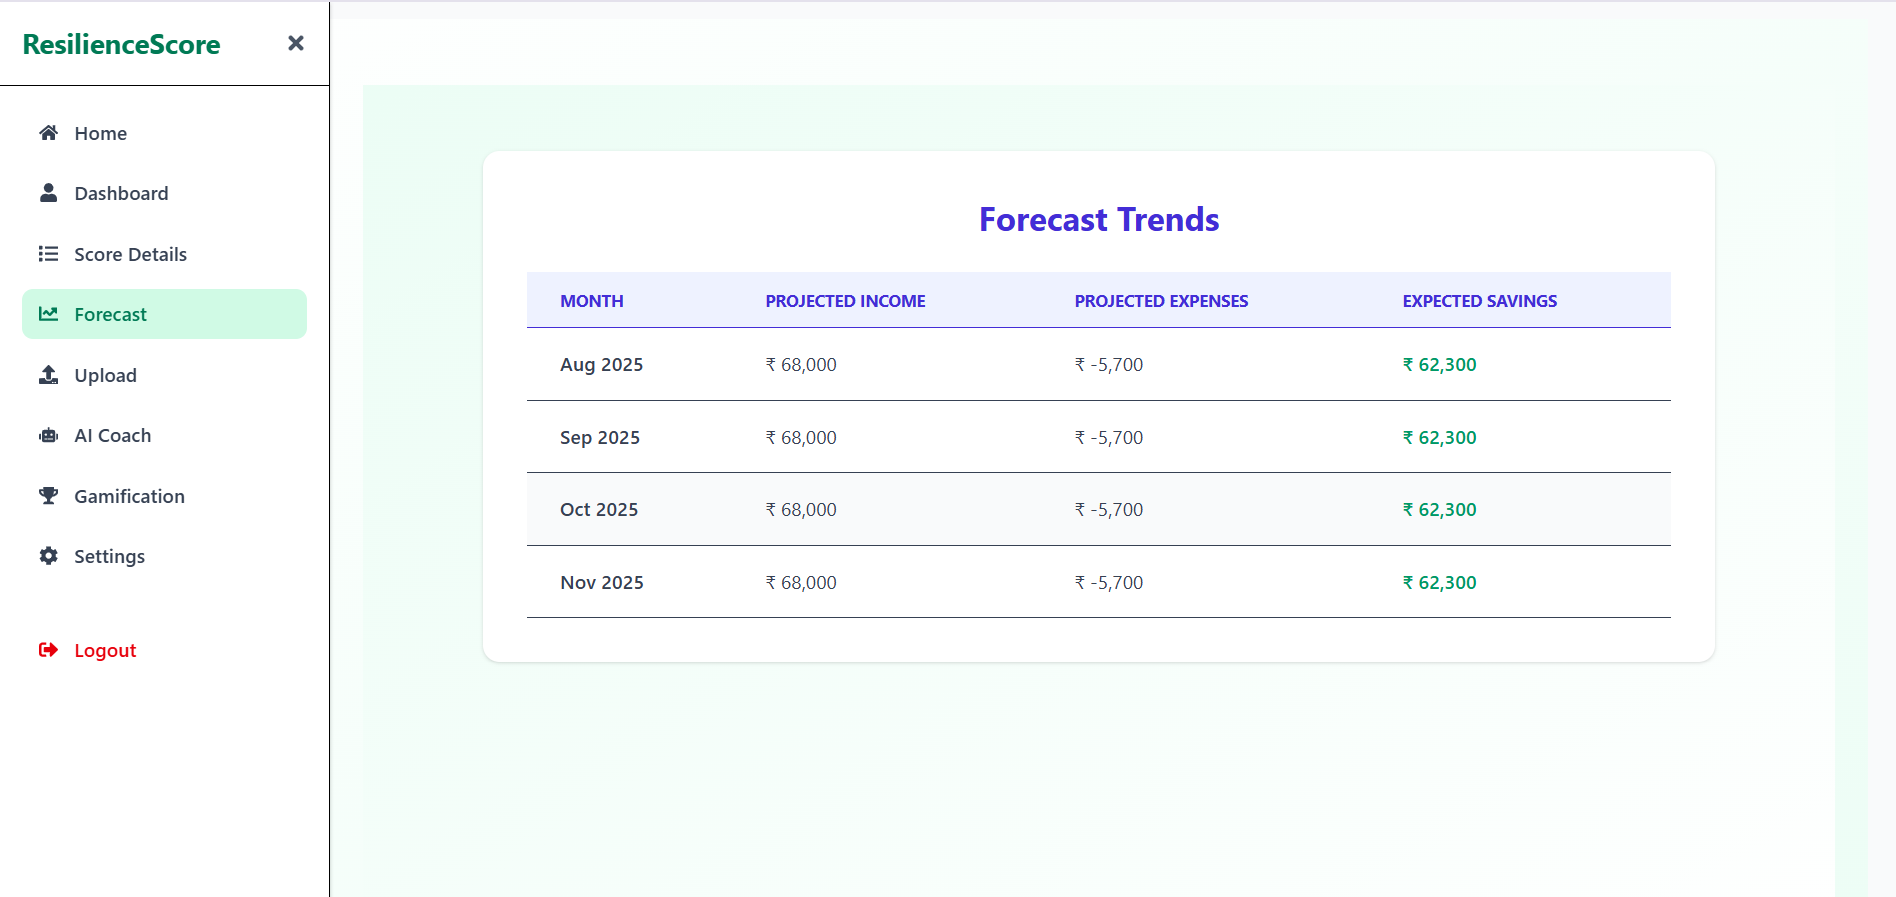 ResilienceScore
Home
Dashboard
Score Details
Forecast
Upload
AI Coach
Gamification
Settings
Logout
Forecast Trends
MONTH PROJECTED INCOME PROJECTED EXPENSES EXPECTED SAVINGS
Aug 2025 ₹ 68,000 ₹ -5,700 ₹ 62,300
Sep 2025 ₹ 68,000 ₹ -5,700 ₹ 62,300
Oct 2025 ₹ 68,000 ₹ -5,700 ₹ 62,300
Nov 2025 ₹ 68,000 ₹ -5,700 ₹ 62,300